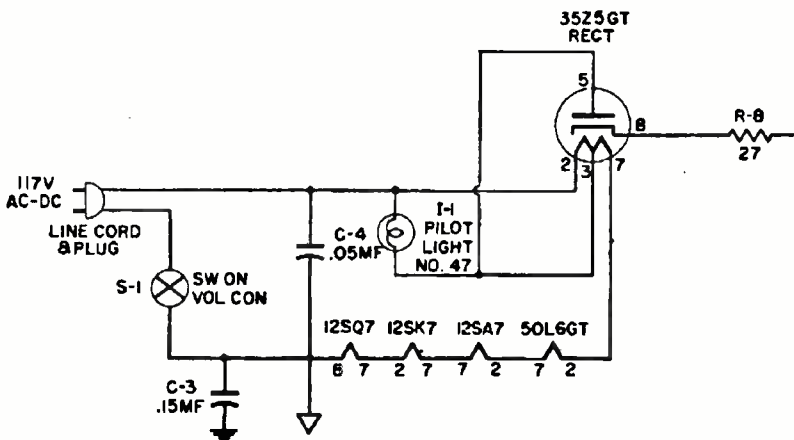 35Z5GT
RECT
5
8
R-8
27
2
3
7
117V
AC-DC
LINE CORD
& PLUG
C-4
.05MF
I-1
PILOT
LIGHT
NO. 47
S-1
SW ON
VOL CON
12SQ7
12SK7
12SA7
50L6GT
6
7
2
7
7
2
7
2
C-3
.15MF